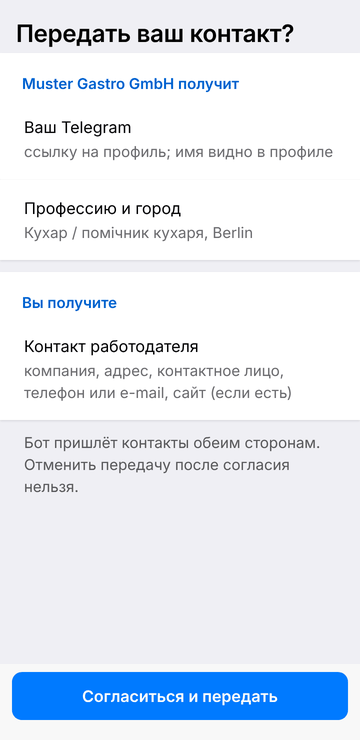 Передать ваш контакт?
Muster Gastro GmbH получит
Ваш Telegram
ссылку на профиль; имя видно в профиле
Профессию и город
Кухар / помічник кухаря, Berlin
Вы получите
Контакт работодателя
компания, адрес, контактное лицо,
телефон или e-mail, сайт (если есть)
Бот пришлёт контакты обеим сторонам.
Отменить передачу после согласия
нельзя.
Согласиться и передать